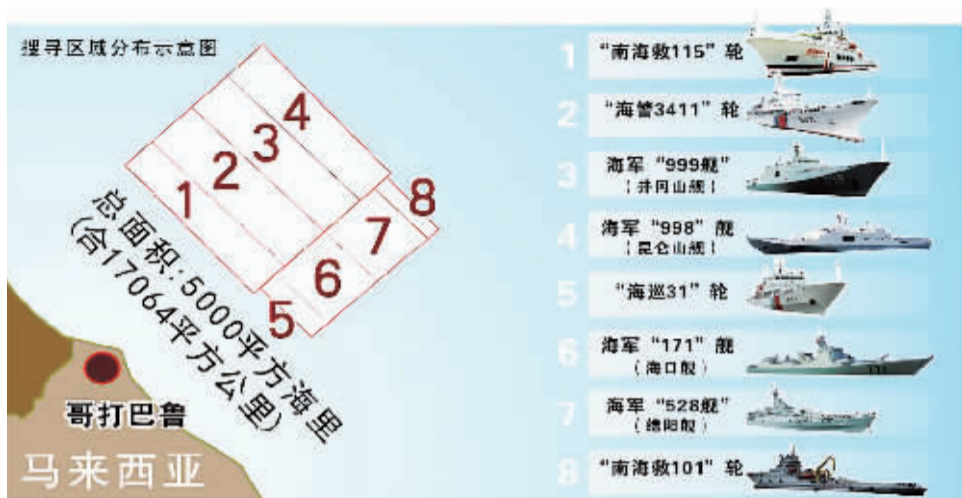 搜寻区域分布示意图
4
3
2
1
8
7
6
5
总面积:5000平方海里
(合17064平方公里)
哥打巴鲁
马来西亚
1 “南海救115”轮
2 “海警3411”轮
3 海军“999舰”
(井冈山舰)
4 海军“998”舰
(昆仑山舰)
5 “海巡31”轮
6 海军“171”舰
(海口舰)
7 海军“528舰”
(绵阳舰)
8 “南海救101”轮